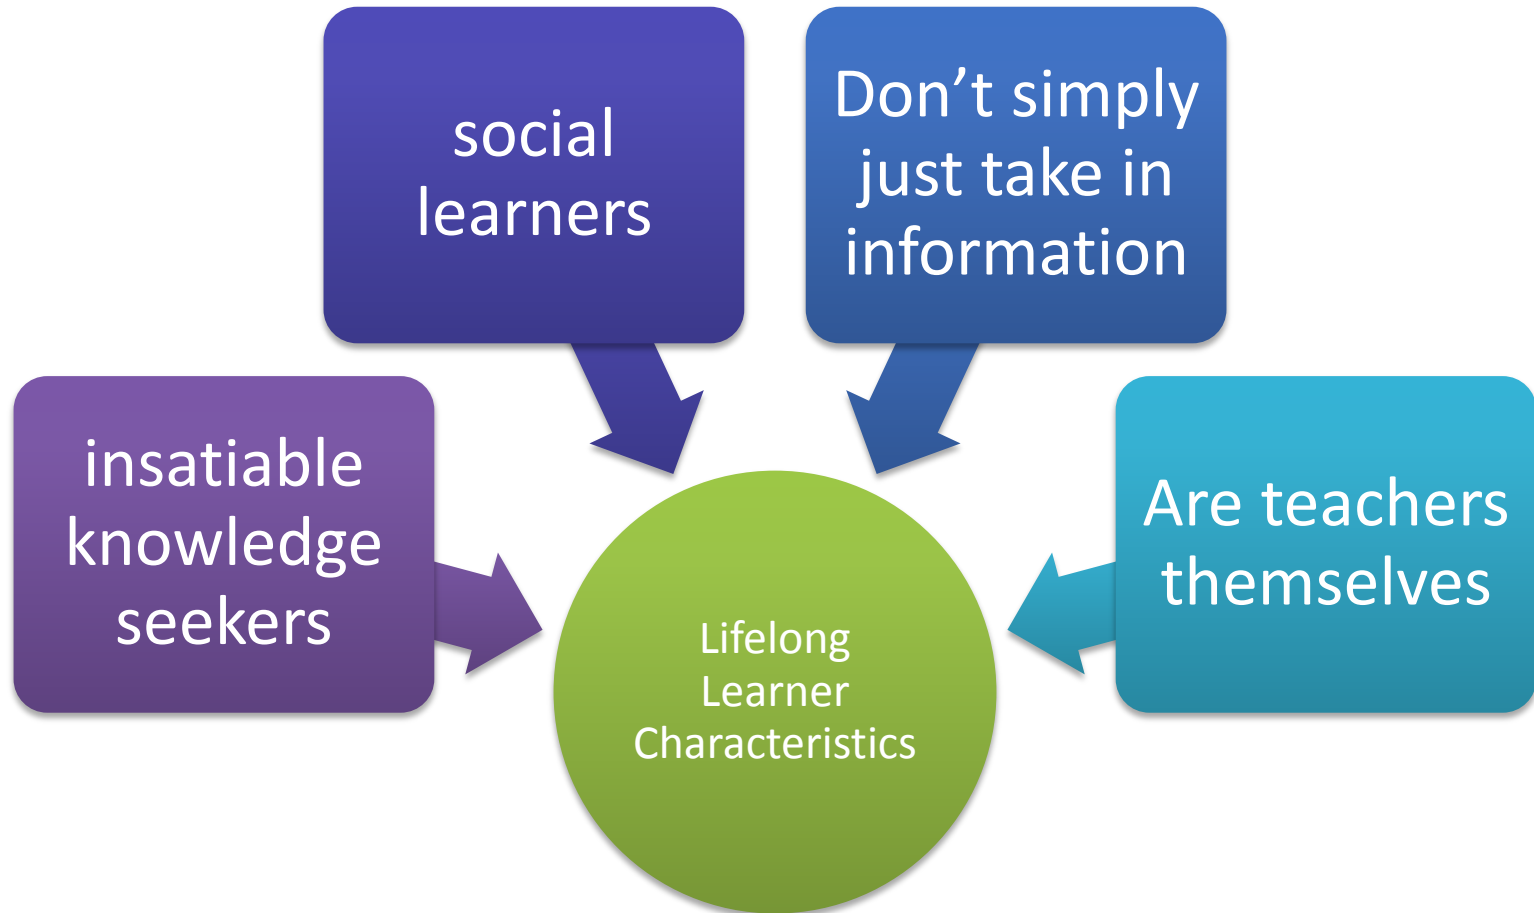 social
learners
Don’t simply
just take in
information
insatiable
knowledge
seekers
Are teachers
themselves
Lifelong
Learner
Characteristics